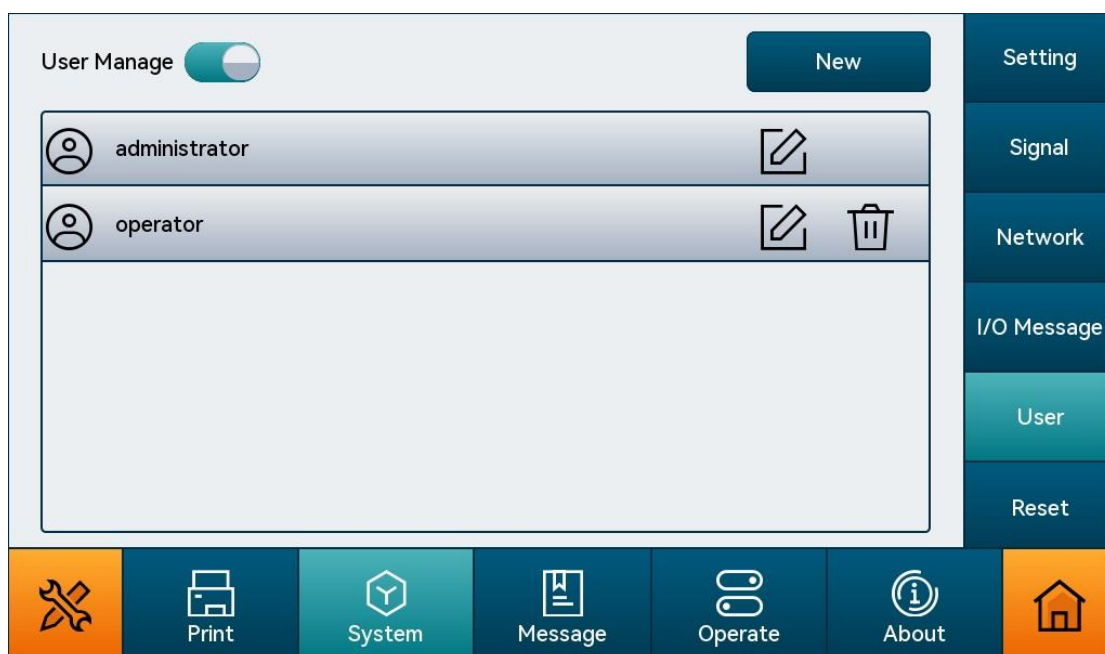 User Manage
New
administrator
operator
Setting
Signal
Network
I/O Message
User
Reset
Print
System
Message
Operate
About